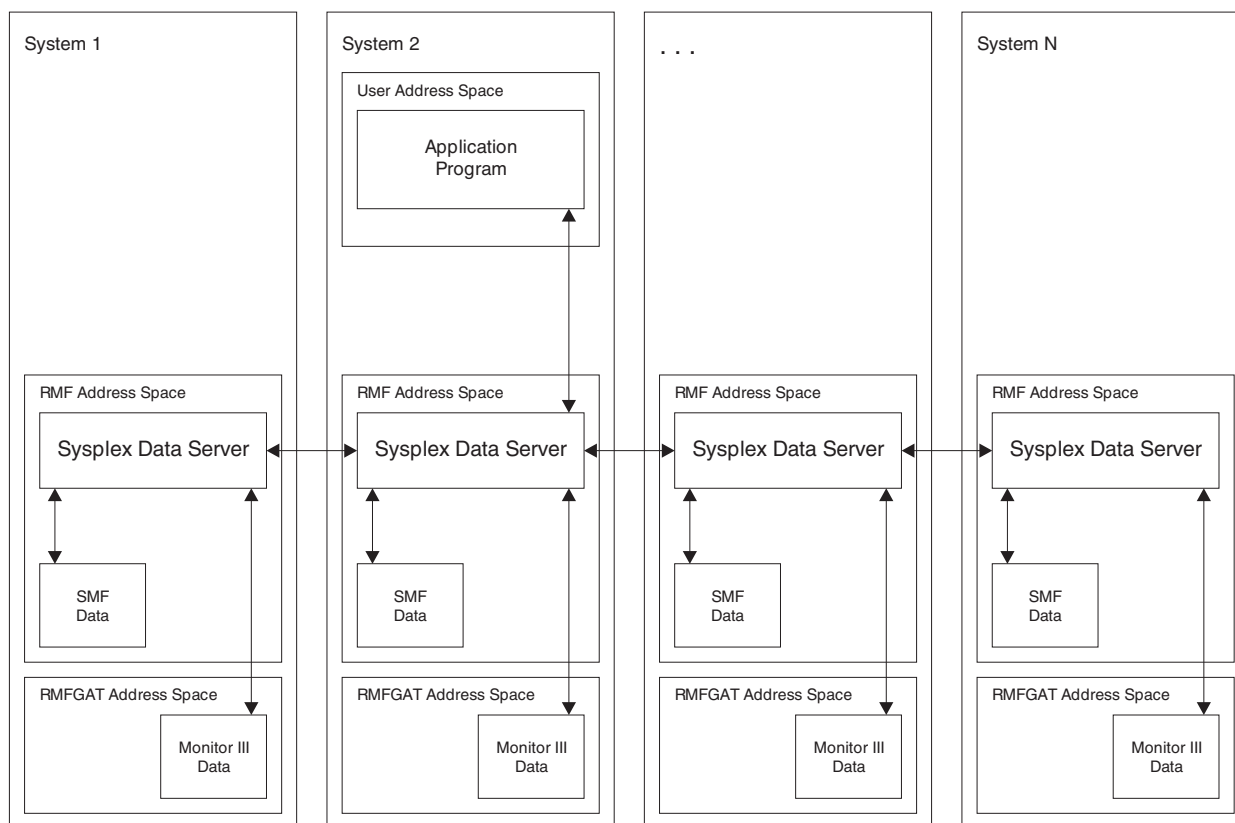 System 1
System 2
. . .
System N
User Address Space
Application
Program
RMF Address Space
RMF Address Space
RMF Address Space
RMF Address Space
Sysplex Data Server
Sysplex Data Server
Sysplex Data Server
Sysplex Data Server
SMF
Data
SMF
Data
SMF
Data
SMF
Data
RMFGAT Address Space
RMFGAT Address Space
RMFGAT Address Space
RMFGAT Address Space
Monitor III
Data
Monitor III
Data
Monitor III
Data
Monitor III
Data